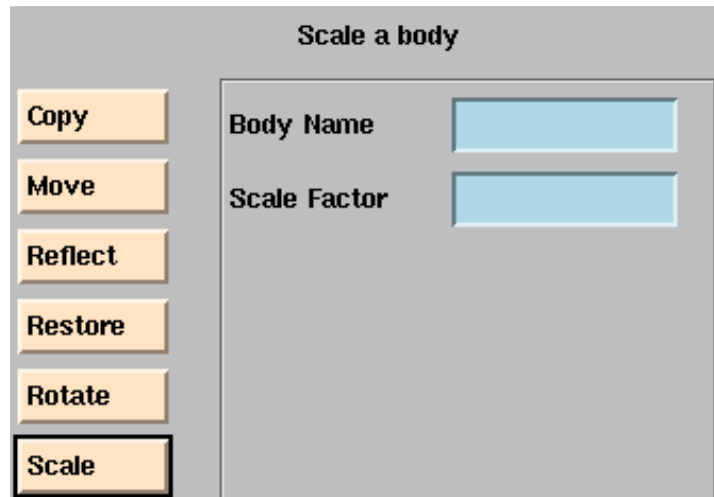 Scale a body
Copy
Move
Reflect
Restore
Rotate
Scale
Body Name
Scale Factor